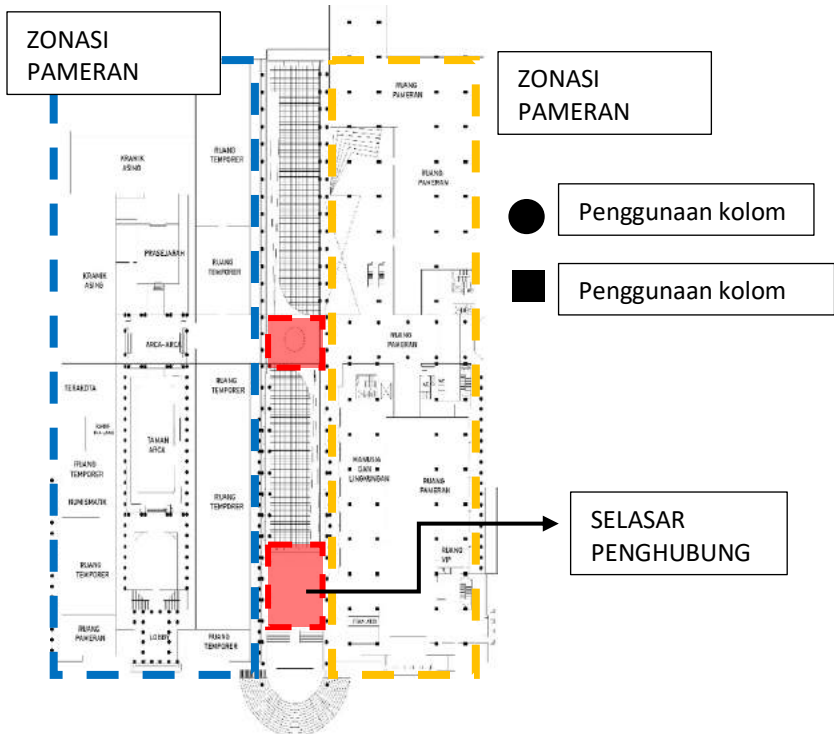 ZONASI
PAMERAN
ZONASI
PAMERAN
Penggunaan kolom
Penggunaan kolom
SELASAR
PENGHUBUNG
RUANG
PAMERAN
RUANG
TEMPORER
KRAMIK
ASING
RUANG
PAMERAN
PRASEJARAH
RUANG
TEMPORER
KRAMIK
ASING
ARCA-ARCA
RUANG
PAMERAN
TERAKOTA
RUANG
TEMPORER
TAMAN
ARCA
RUANG
TEMPORER
MANUSIA
DAN
LINGKUNGAN
RUANG
PAMERAN
NUMISMATIK
RUANG
TEMPORER
RUANG
TEMPORER
RUANG
VIP
RUANG
PAMERAN
LOBBY
RUANG
TEMPORER